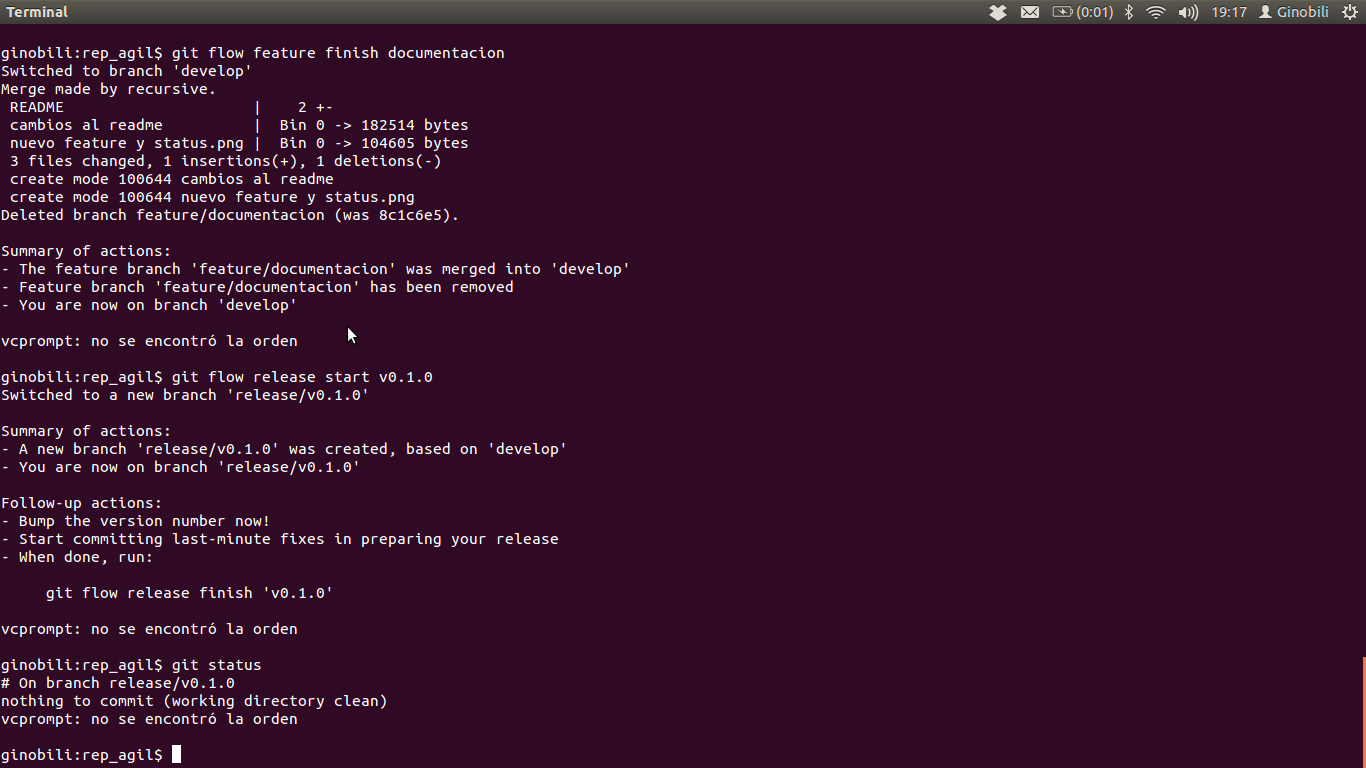 Terminal (0:01) 19:17 Ginobili
ginobili:rep_agil$ git flow feature finish documentacion
Switched to branch 'develop'
Merge made by recursive.
 README                     |    2 +-
 cambios al readme          |  Bin 0 -> 182514 bytes
 nuevo feature y status.png |  Bin 0 -> 104605 bytes
 3 files changed, 1 insertions(+), 1 deletions(-)
 create mode 100644 cambios al readme
 create mode 100644 nuevo feature y status.png
Deleted branch feature/documentacion (was 8c1c6e5).
Summary of actions:
- The feature branch 'feature/documentacion' was merged into 'develop'
- Feature branch 'feature/documentacion' has been removed
- You are now on branch 'develop'
vcprompt: no se encontró la orden
ginobili:rep_agil$ git flow release start v0.1.0
Switched to a new branch 'release/v0.1.0'
Summary of actions:
- A new branch 'release/v0.1.0' was created, based on 'develop'
- You are now on branch 'release/v0.1.0'
Follow-up actions:
- Bump the version number now!
- Start committing last-minute fixes in preparing your release
- When done, run:
     git flow release finish 'v0.1.0'
vcprompt: no se encontró la orden
ginobili:rep_agil$ git status
# On branch release/v0.1.0
nothing to commit (working directory clean)
vcprompt: no se encontró la orden
ginobili:rep_agil$